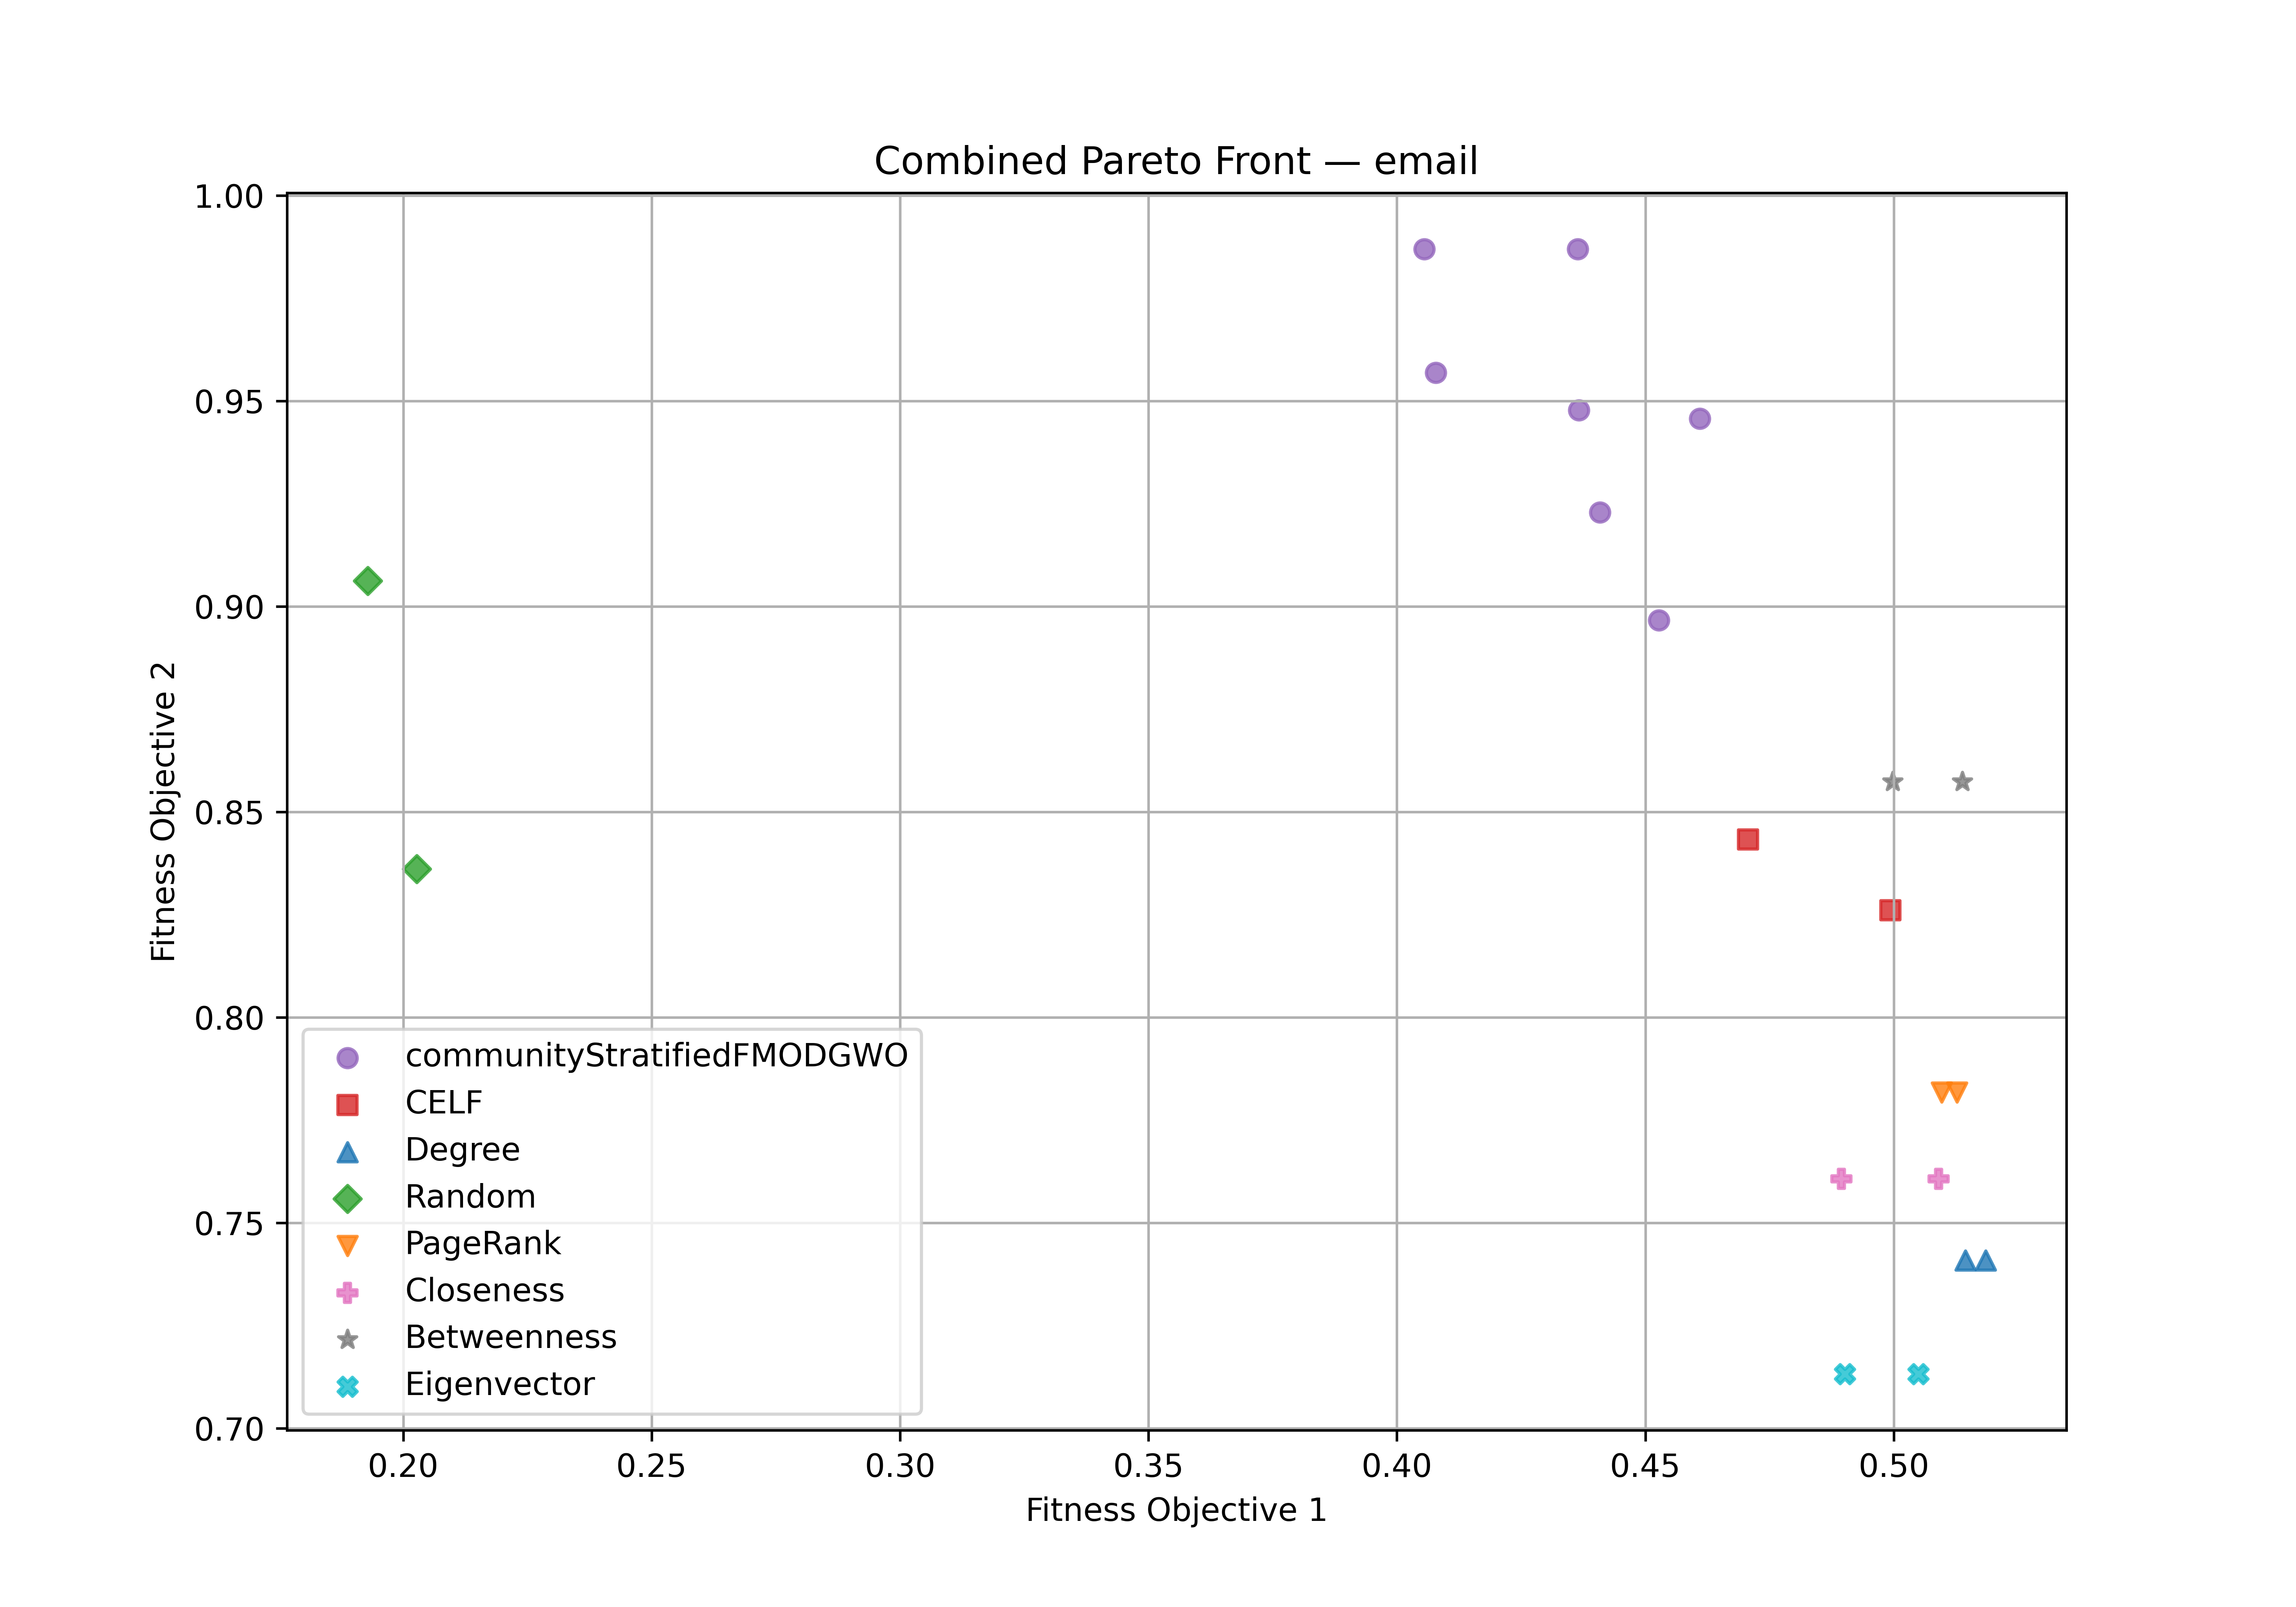 Combined Pareto Front — email
1.00
0.95
0.90
0.85
0.80
0.75
0.70
Fitness Objective 2
communityStratifiedFMODGWO
CELF
Degree
Random
PageRank
Closeness
Betweenness
Eigenvector
0.20 0.25 0.30 0.35 0.40 0.45 0.50
Fitness Objective 1